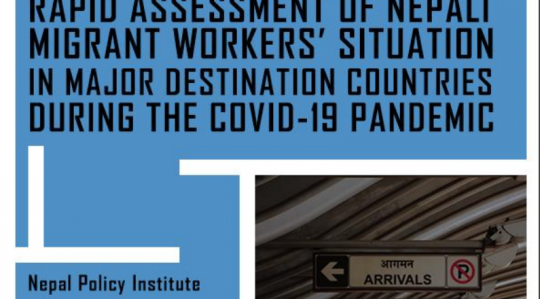 RAPID ASSESSMENT OF NEPALI
MIGRANT WORKERS' SITUATION
IN MAJOR DESTINATION COUNTRIES
DURING THE COVID-19 PANDEMIC
Nepal Policy Institute
आगमन
ARRIVALS
P